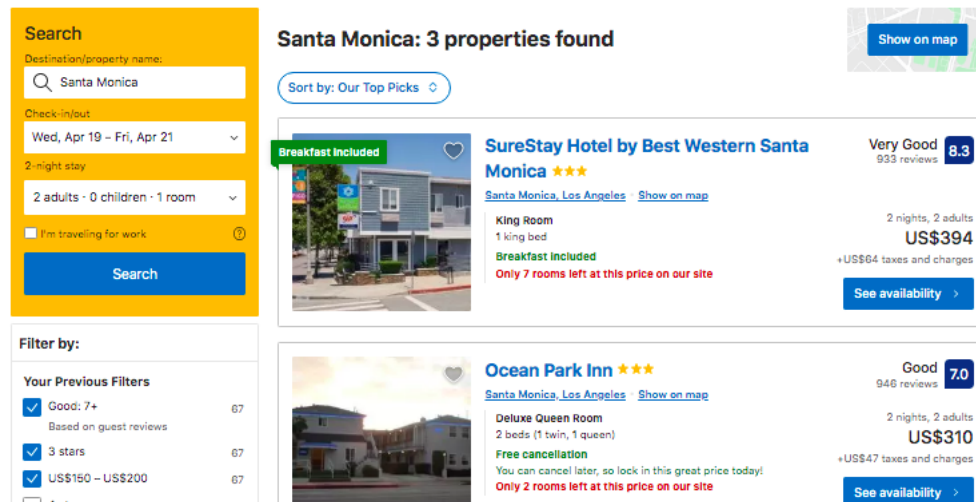 Search
Destination/property name:
Santa Monica
Check-in/out
Wed, Apr 19 – Fri, Apr 21
2-night stay
2 adults · 0 children · 1 room
I'm traveling for work
Search
Filter by:
Your Previous Filters
Good: 7+ 67
Based on guest reviews
3 stars 67
US$150 – US$200 67
Santa Monica: 3 properties found
Show on map
Sort by: Our Top Picks
Breakfast Included
SureStay Hotel by Best Western Santa
Monica
Santa Monica, Los Angeles · Show on map
Very Good 8.3
933 reviews
King Room
1 king bed
Breakfast included
Only 7 rooms left at this price on our site
2 nights, 2 adults
US$394
+US$64 taxes and charges
See availability
Ocean Park Inn
Santa Monica, Los Angeles · Show on map
Good 7.0
946 reviews
Deluxe Queen Room
2 beds (1 twin, 1 queen)
Free cancellation
You can cancel later, so lock in this great price today!
Only 2 rooms left at this price on our site
2 nights, 2 adults
US$310
+US$47 taxes and charges
See availability